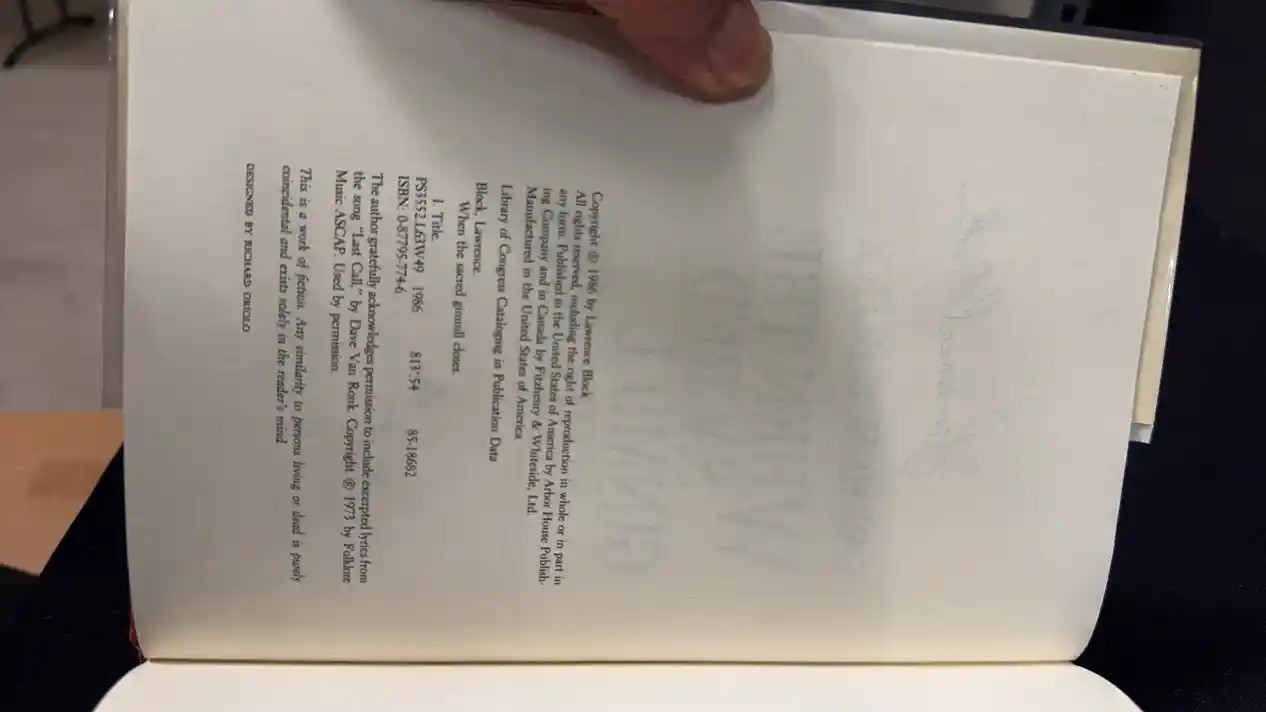 Copyright © 1986 by Lawrence Block
All rights reserved, including the right of reproduction in whole or in part in
any form. Published in the United States of America by Arbor House Publish-
ing Company and in Canada by Fitzhenry & Whiteside, Ltd.
Manufactured in the United States of America
Library of Congress Cataloging in Publication Data
Block, Lawrence.
When the sacred ginmill closes.
I. Title.
PS3552.L63W49 1986 813'.54 85-18682
ISBN: 0-87795-774-6
The author gratefully acknowledges permission to include excerpted lyrics from
the song "Last Call," by Dave Van Ronk. Copyright © 1973 by Folklore
Music ASCAP. Used by permission.
This is a work of fiction. Any similarity to persons living or dead is purely
coincidental and exists solely in the reader's mind.
DESIGNED BY RICHARD ORIOLO